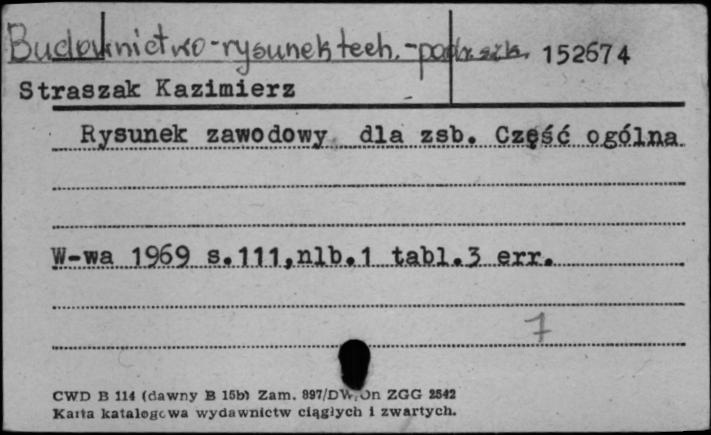 Budownictwo-rysunek tech.-podr.szk. 152674
Straszak Kazimierz
Rysunek zawodowy dla zsb. Część ogólna
W-wa 1969 s.111,nlb.1 tabl.3 err.
7
CWD B 114 (dawny B 15b) Zam. 897/DW/On ZGG 2542
Karta katalogowa wydawnictw ciągłych i zwartych.